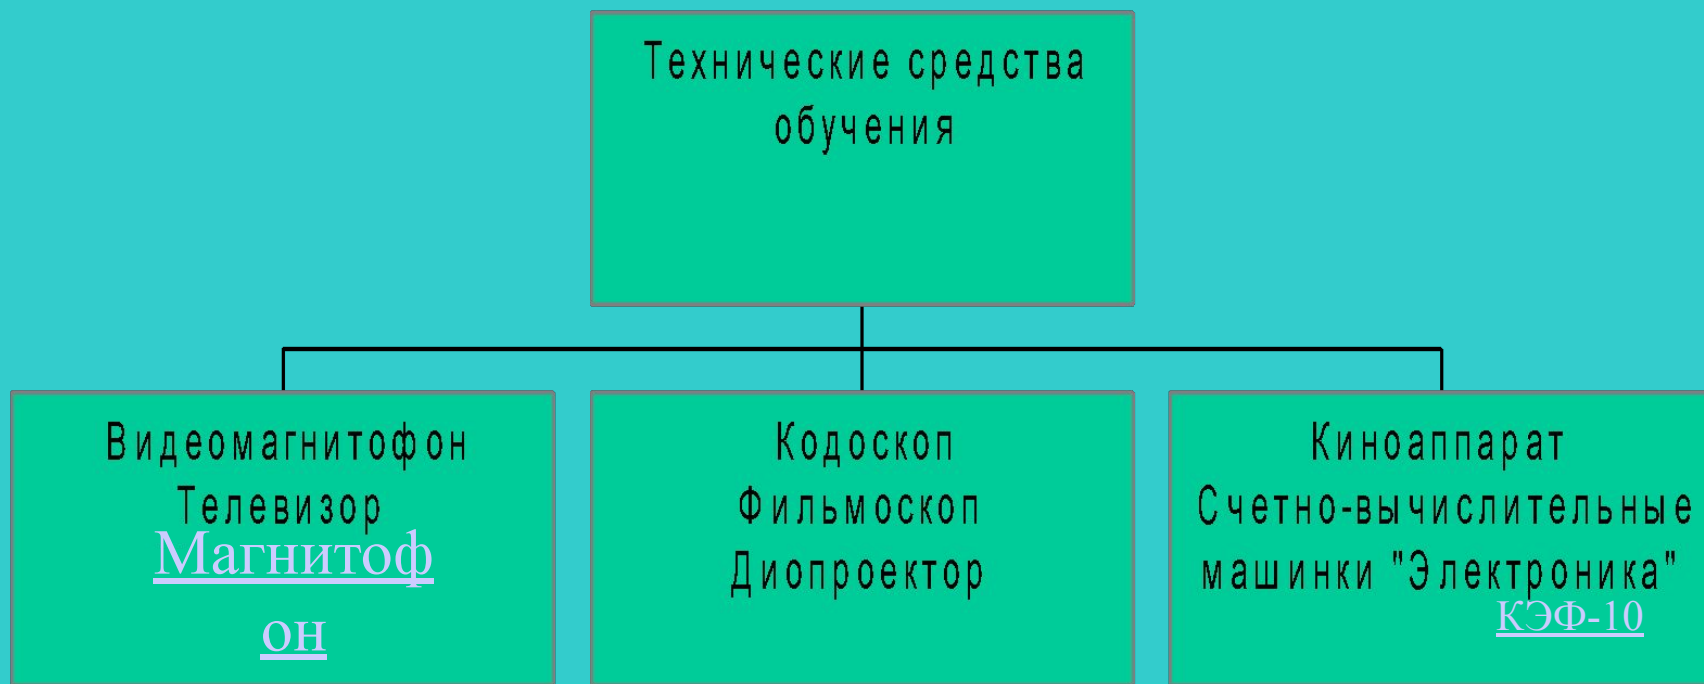 Технические средства
обучения
Видеомагнитофон
Телевизор
Магнитоф
он
Кодоскоп
Фильмоскоп
Диопроектор
Киноаппарат
Счетно-вычислительные
машинки "Электроника"
КЭФ-10